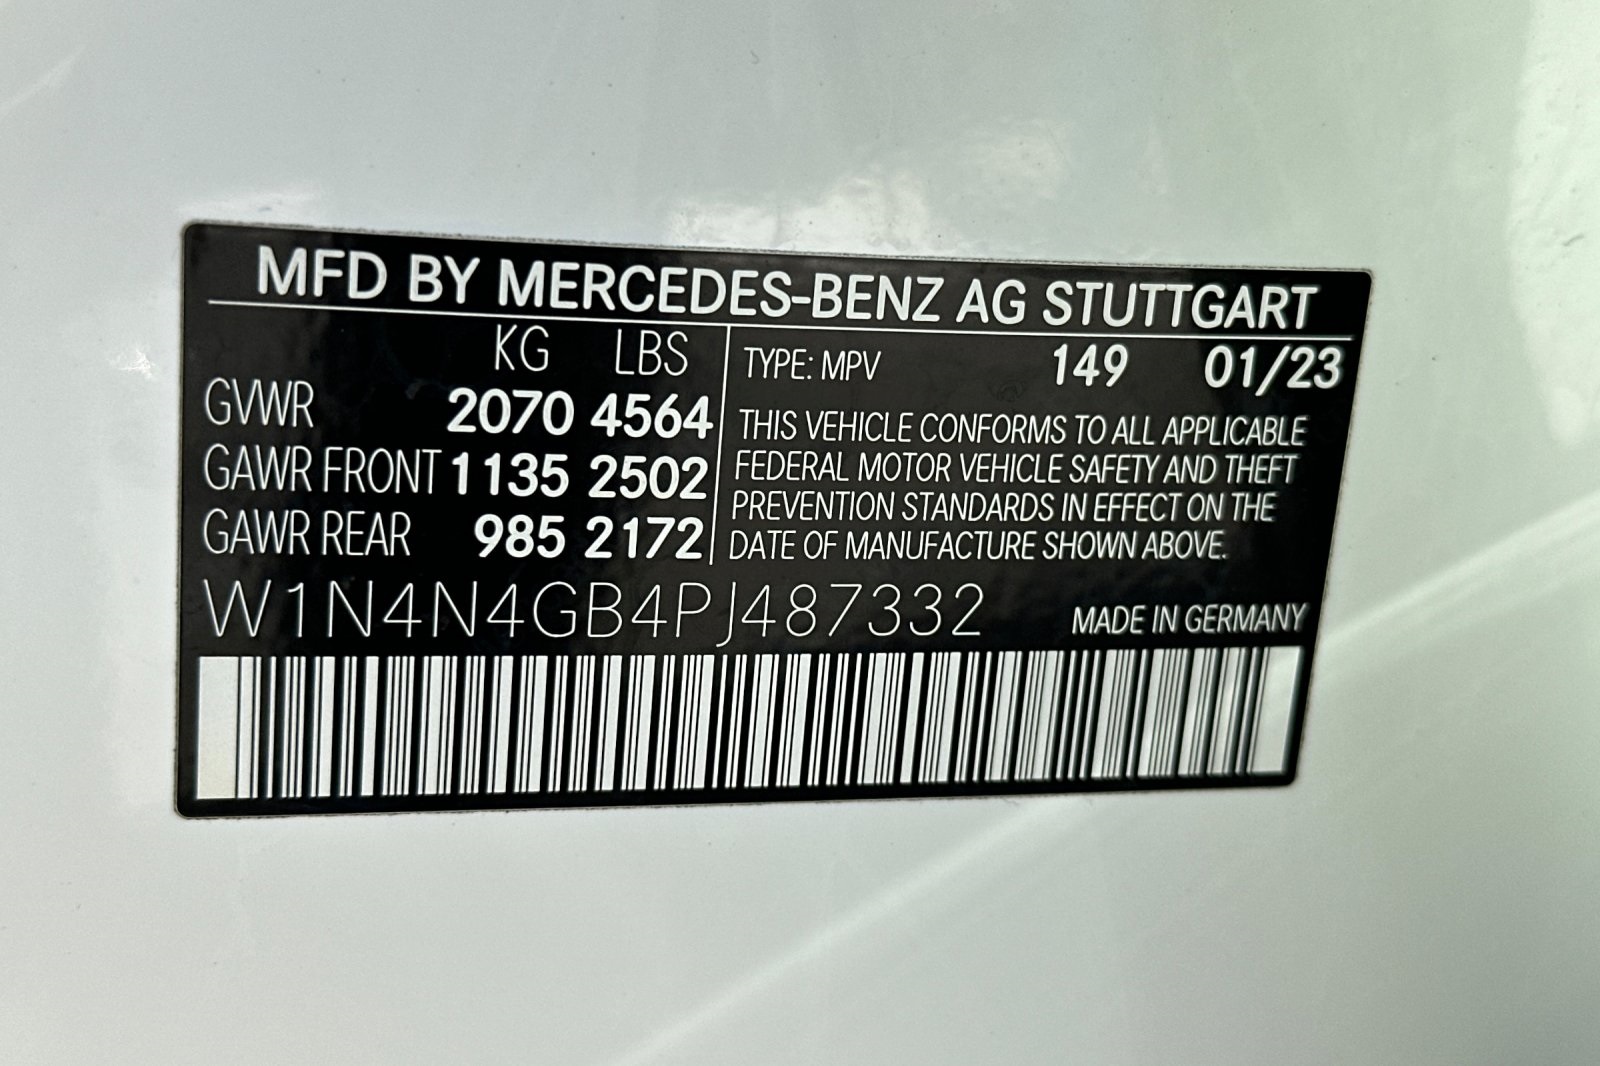 MFD BY MERCEDES-BENZ AG STUTTGART
KG LBS
GVWR 2070 4564
GAWR FRONT 1135 2502
GAWR REAR 985 2172
TYPE: MPV 149 01/23
THIS VEHICLE CONFORMS TO ALL APPLICABLE
FEDERAL MOTOR VEHICLE SAFETY AND THEFT
PREVENTION STANDARDS IN EFFECT ON THE
DATE OF MANUFACTURE SHOWN ABOVE.
W1N4N4GB4PJ487332 MADE IN GERMANY